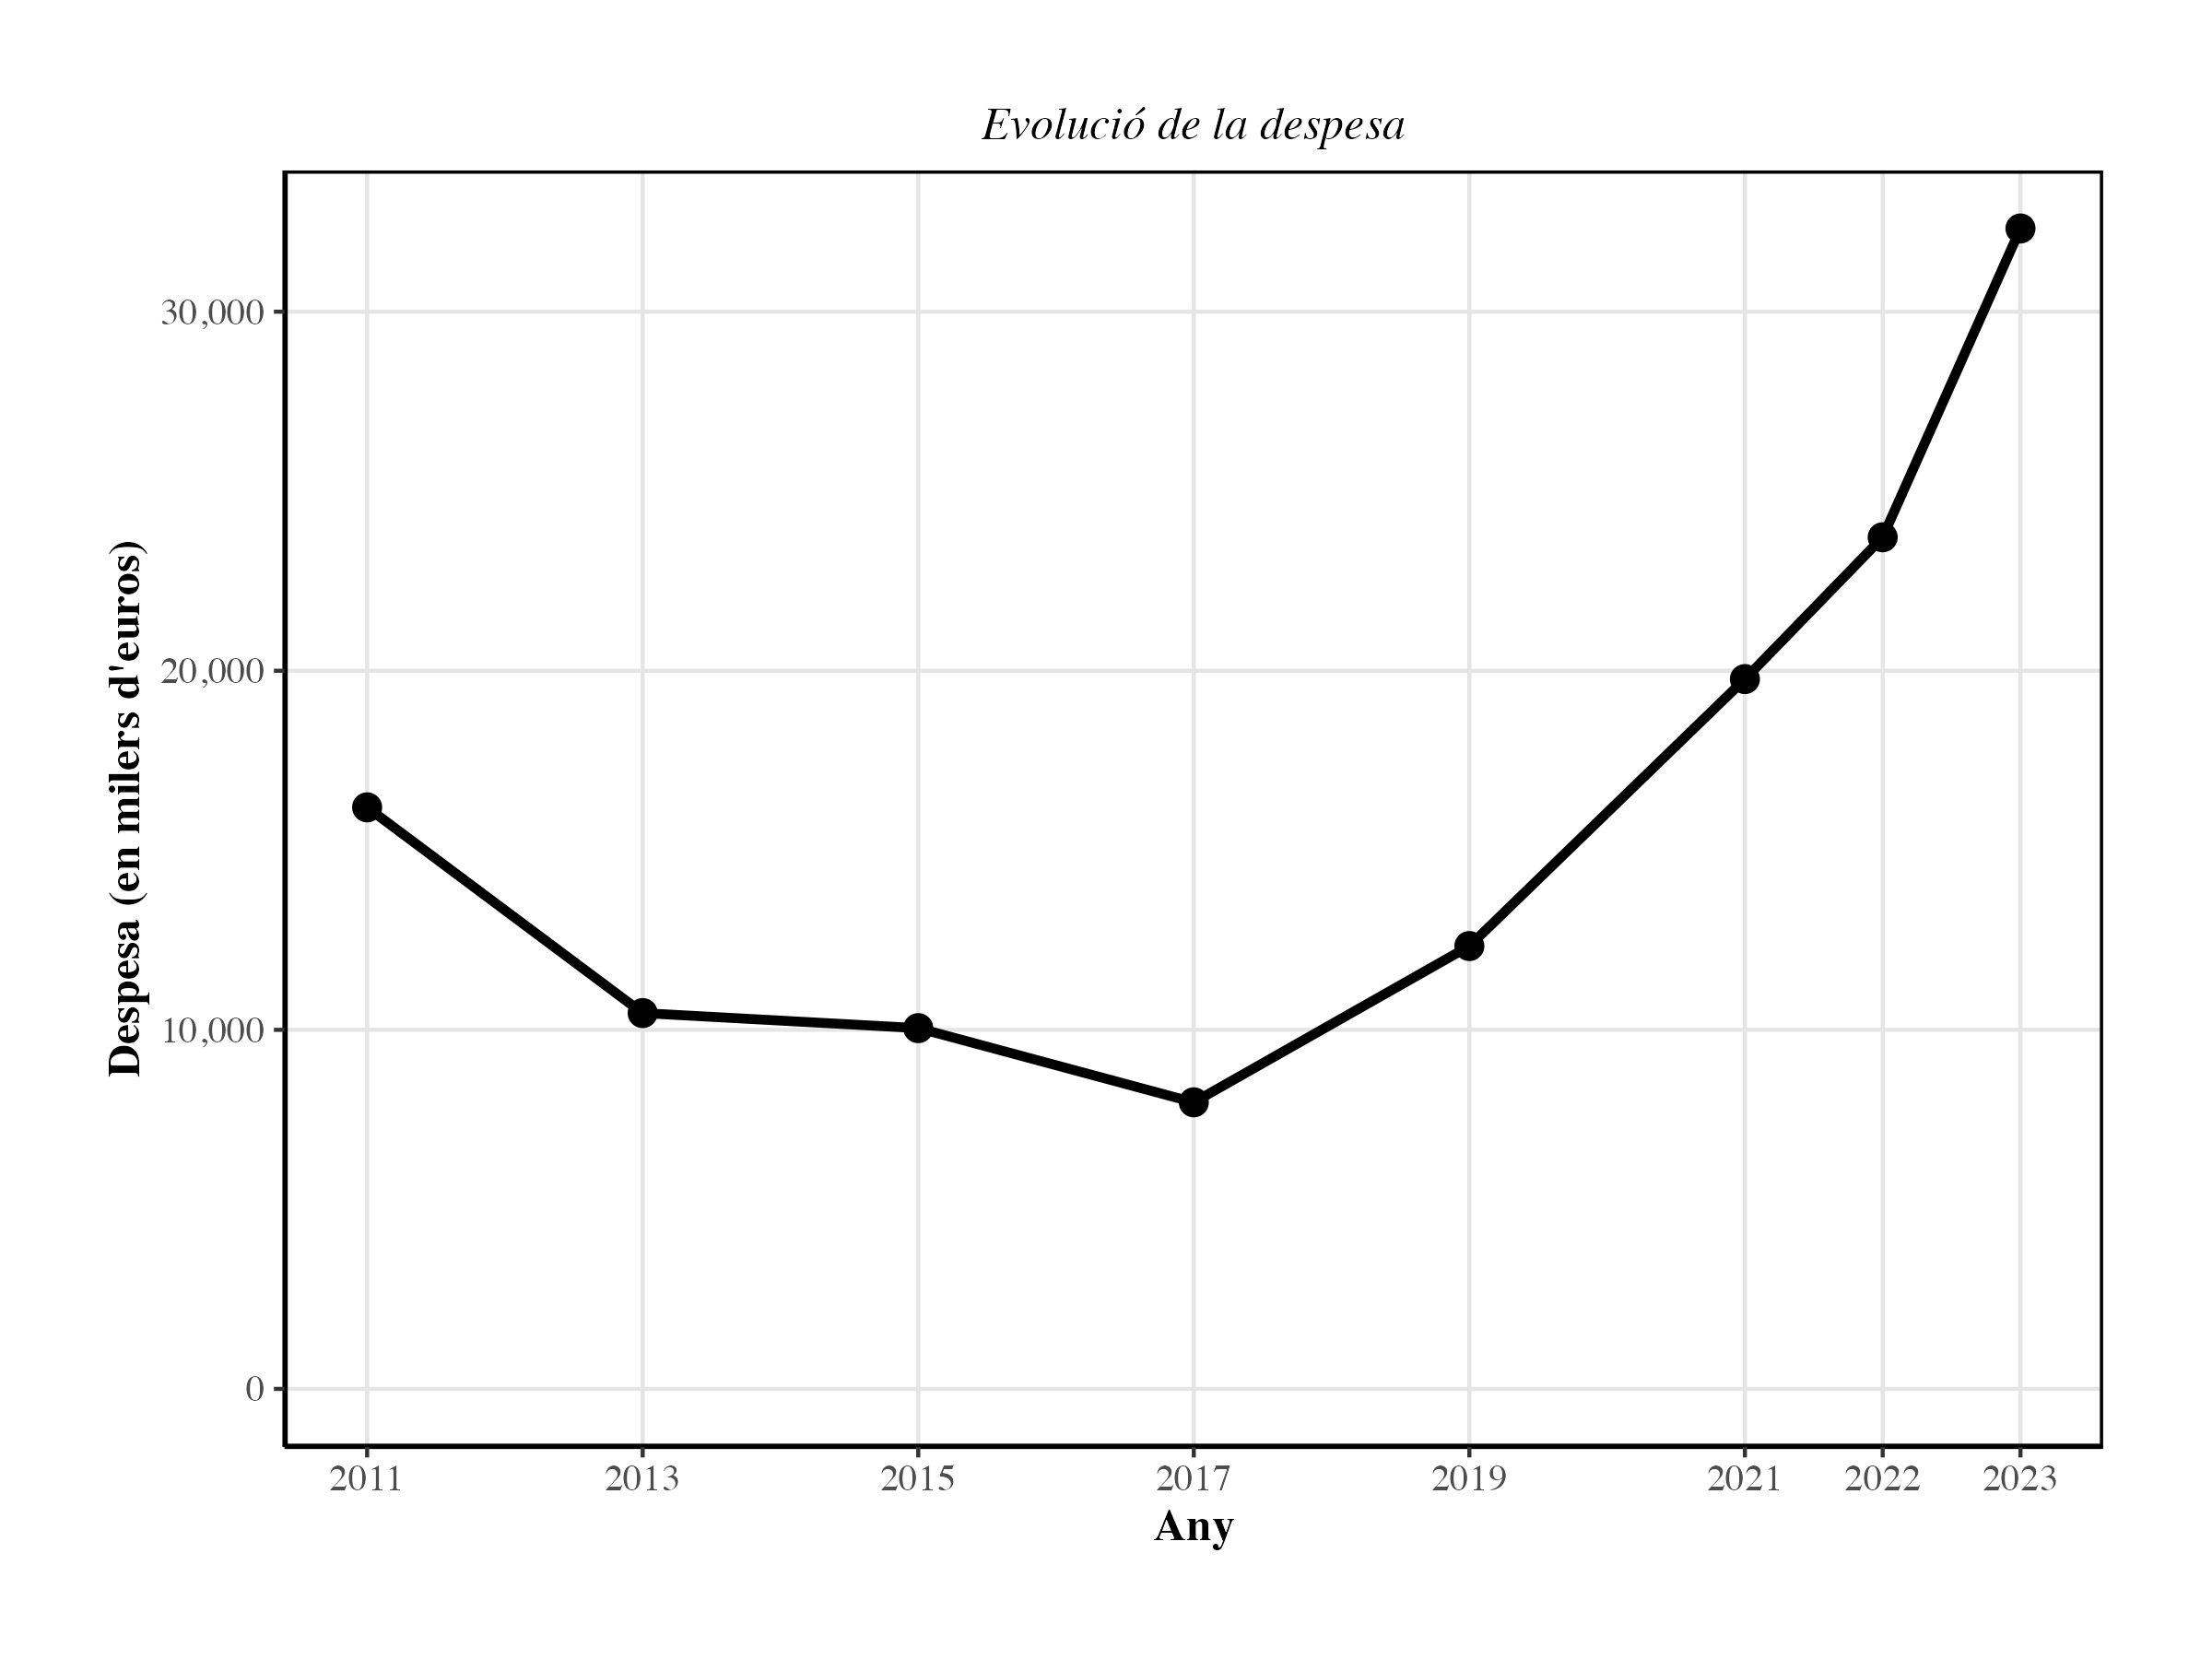 Evolució de la despesa
Despesa (en milers d'euros)
30,000
20,000
10,000
0
2011 2013 2015 2017 2019 2021 2022 2023
Any